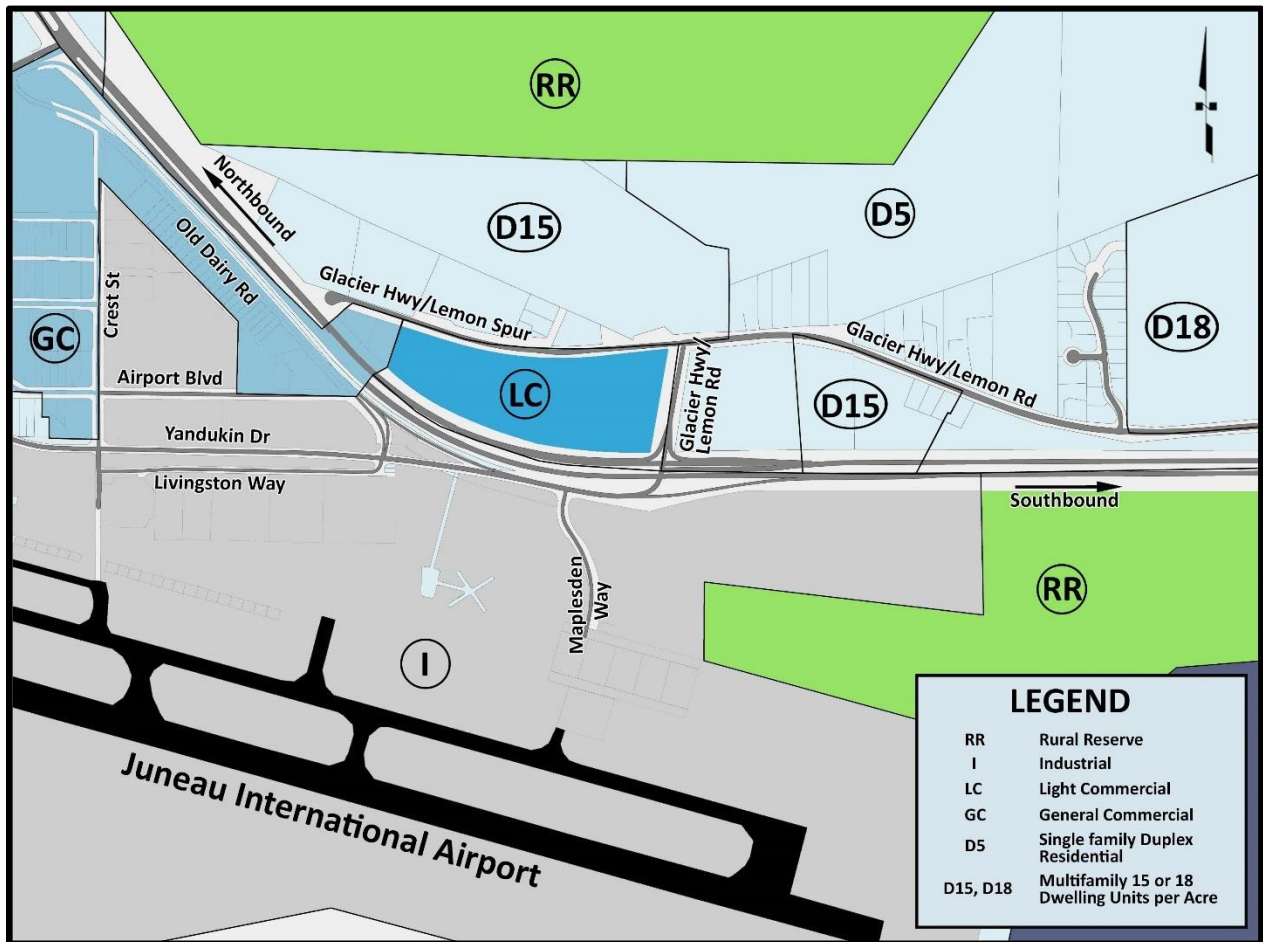 RR
Northbound
D15
D5
Old Dairy Rd
Glacier Hwy/Lemon Spur
Crest St
GC
D18
Glacier Hwy/Lemon Rd
Airport Blvd
LC
Glacier Hwy/
Lemon Rd
D15
Yandukin Dr
Livingston Way
Southbound
Maplesden
Way
RR
I
Juneau International Airport
LEGEND
RR Rural Reserve
I Industrial
LC Light Commercial
GC General Commercial
D5 Single family Duplex
Residential
D15, D18 Multifamily 15 or 18
Dwelling Units per Acre